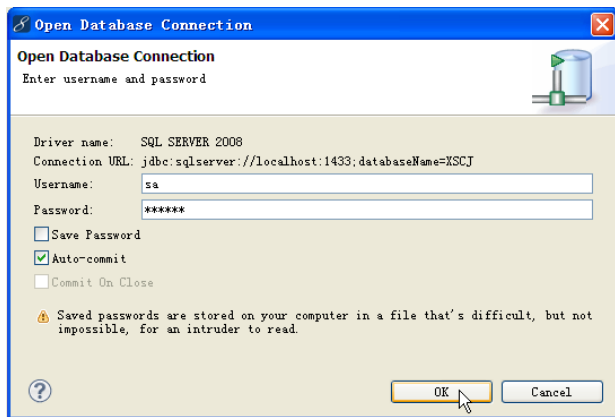 Open Database Connection
Open Database Connection
Enter username and password
Driver name: SQL SERVER 2008
Connection URL: jdbc:sqlserver://localhost:1433;databaseName=XSCJ
Username: sa
Password: ******
Save Password
Auto-commit
Commit On Close
Saved passwords are stored on your computer in a file that's difficult, but not
impossible, for an intruder to read.
? OK Cancel